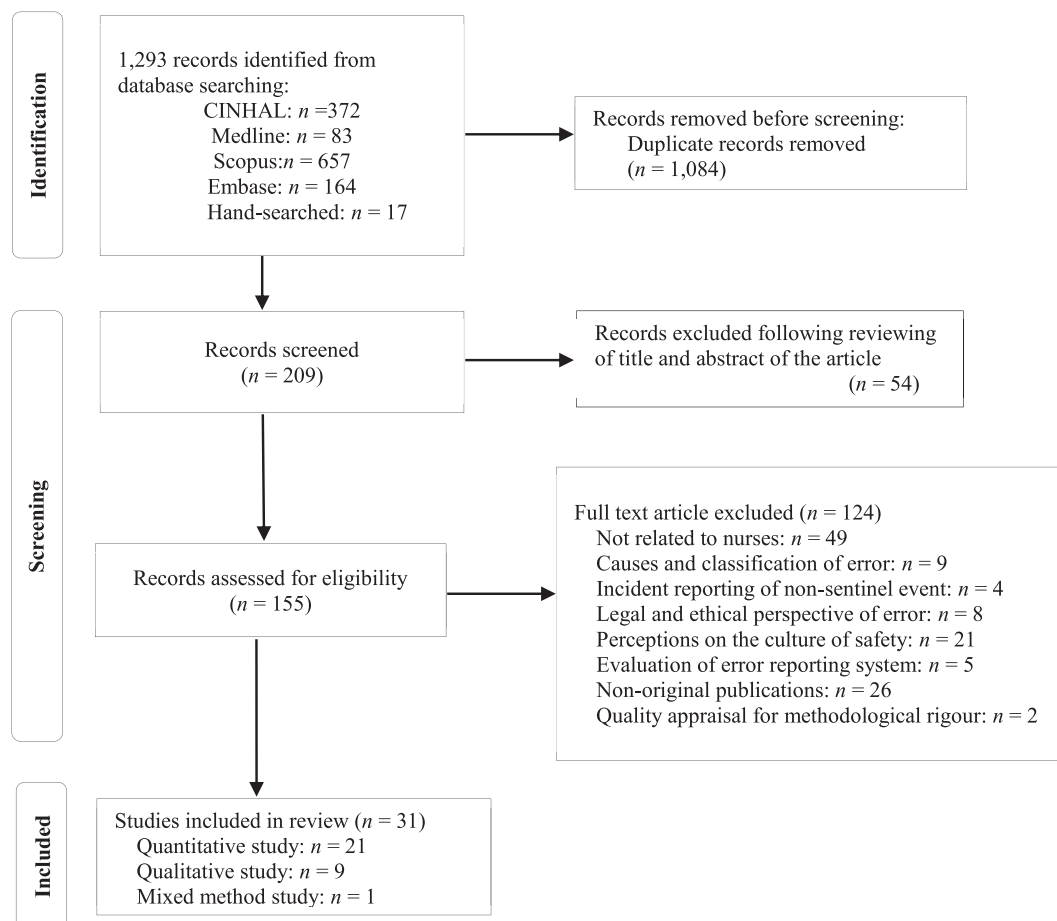 Identification
1,293 records identified from
database searching:
CINHAL: n =372
Medline: n = 83
Scopus:n = 657
Embase: n = 164
Hand-searched: n = 17
Records removed before screening:
Duplicate records removed
(n = 1,084)
Screening
Records screened
(n = 209)
Records excluded following reviewing
of title and abstract of the article
(n = 54)
Records assessed for eligibility
(n = 155)
Full text article excluded (n = 124)
Not related to nurses: n = 49
Causes and classification of error: n = 9
Incident reporting of non-sentinel event: n = 4
Legal and ethical perspective of error: n = 8
Perceptions on the culture of safety: n = 21
Evaluation of error reporting system: n = 5
Non-original publications: n = 26
Quality appraisal for methodological rigour: n = 2
Included
Studies included in review (n = 31)
Quantitative study: n = 21
Qualitative study: n = 9
Mixed method study: n = 1